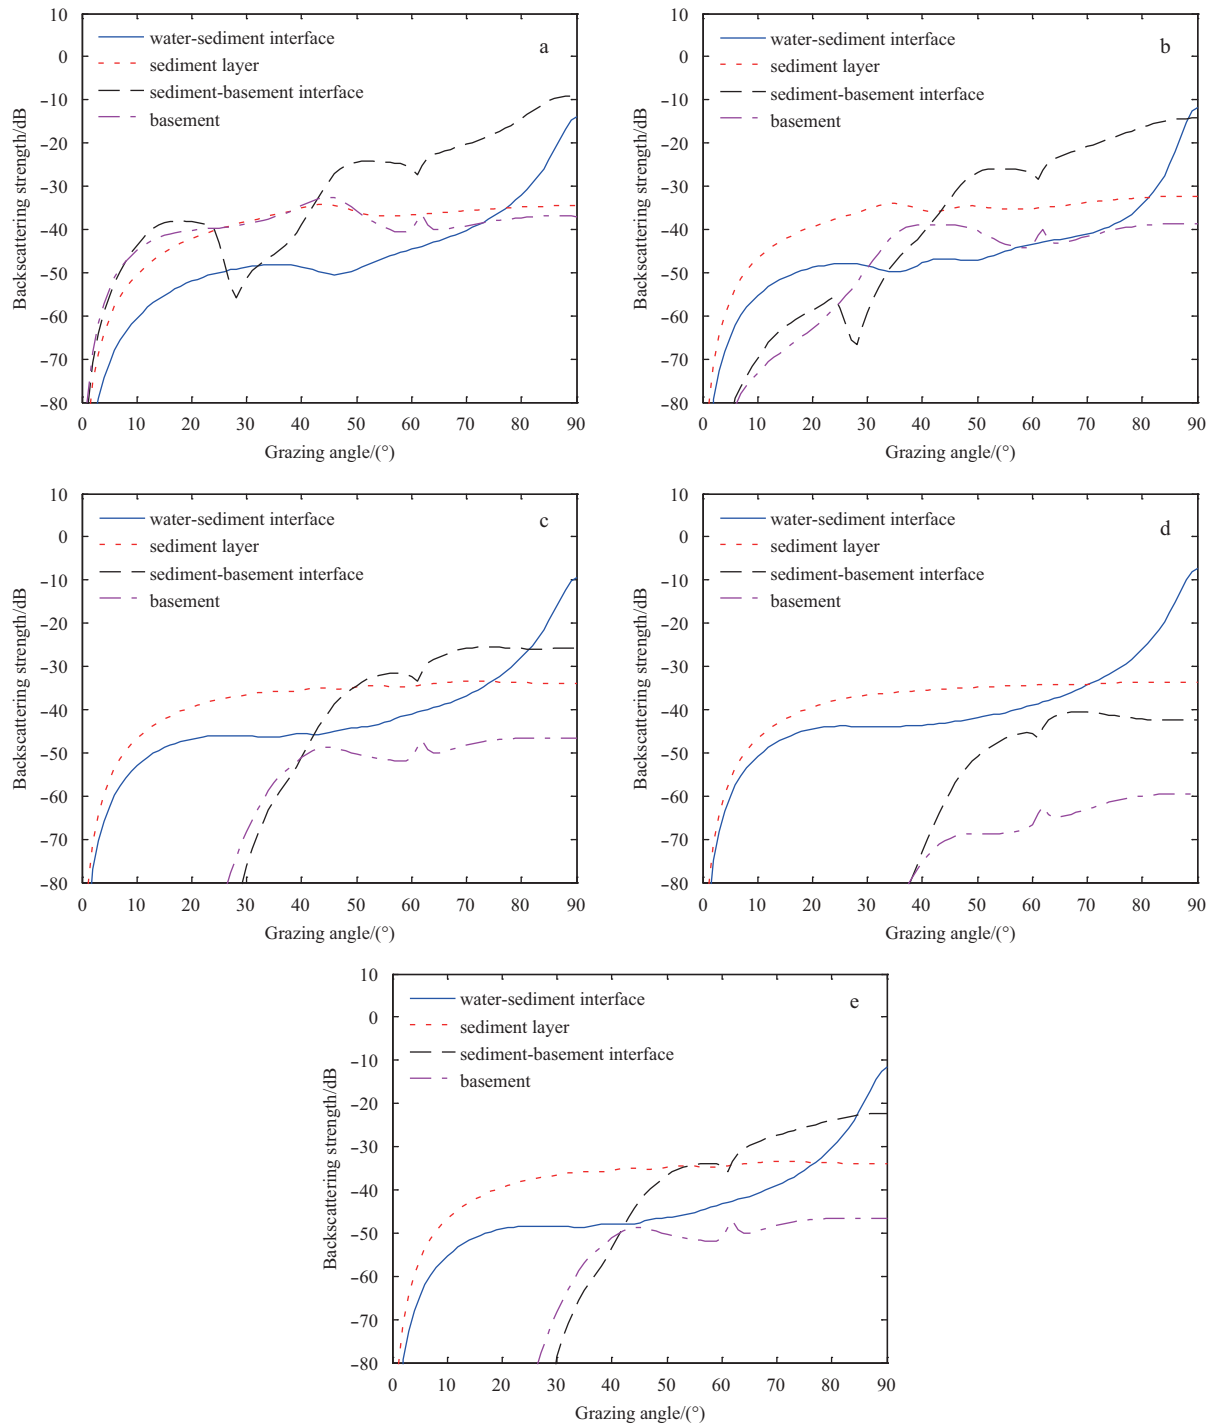 10
0
−10
−20
−30
−40
−50
−60
−70
−80
Backscattering strength/dB
water-sediment interface
sediment layer
sediment-basement interface
basement
a
0 10 20 30 40 50 60 70 80 90
Grazing angle/(°)
10
0
−10
−20
−30
−40
−50
−60
−70
−80
Backscattering strength/dB
water-sediment interface
sediment layer
sediment-basement interface
basement
b
0 10 20 30 40 50 60 70 80 90
Grazing angle/(°)
10
0
−10
−20
−30
−40
−50
−60
−70
−80
Backscattering strength/dB
water-sediment interface
sediment layer
sediment-basement interface
basement
c
0 10 20 30 40 50 60 70 80 90
Grazing angle/(°)
10
0
−10
−20
−30
−40
−50
−60
−70
−80
Backscattering strength/dB
water-sediment interface
sediment layer
sediment-basement interface
basement
d
0 10 20 30 40 50 60 70 80 90
Grazing angle/(°)
10
0
−10
−20
−30
−40
−50
−60
−70
−80
Backscattering strength/dB
water-sediment interface
sediment layer
sediment-basement interface
basement
e
0 10 20 30 40 50 60 70 80 90
Grazing angle/(°)